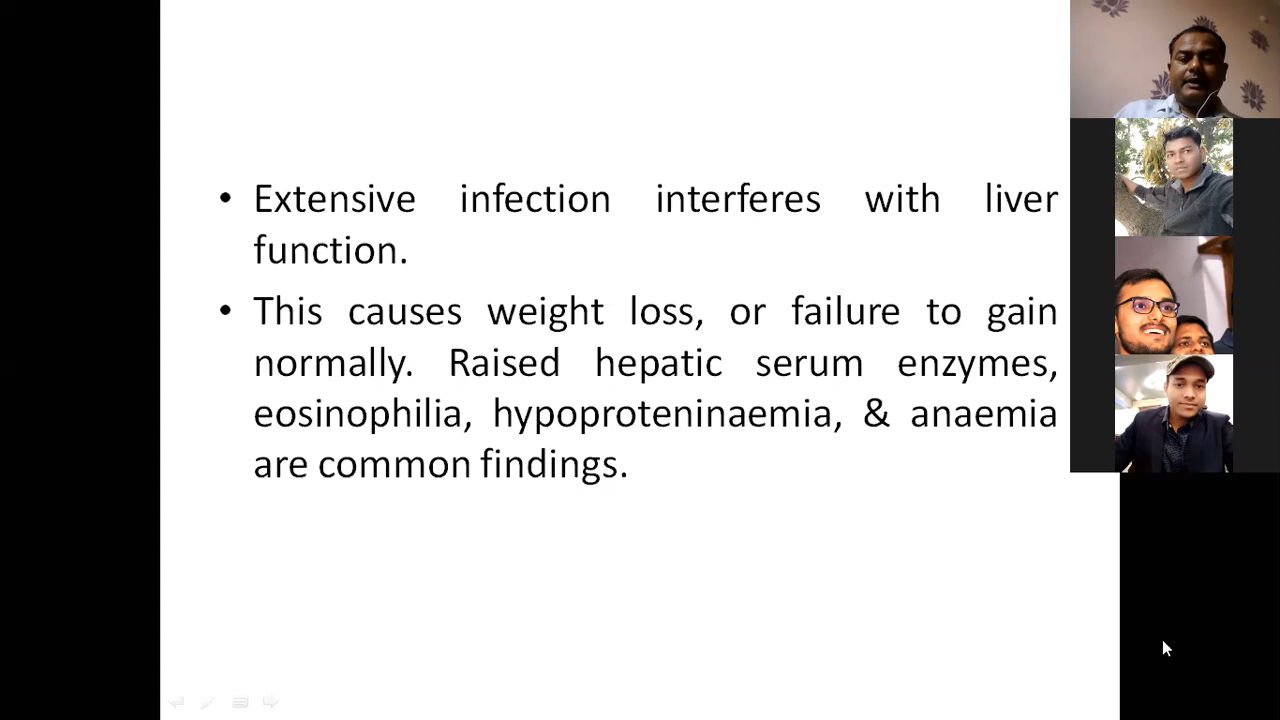 • Extensive infection interferes with liver
function.
• This causes weight loss, or failure to gain
normally. Raised hepatic serum enzymes,
eosinophilia, hypoproteninaemia, & anaemia
are common findings.